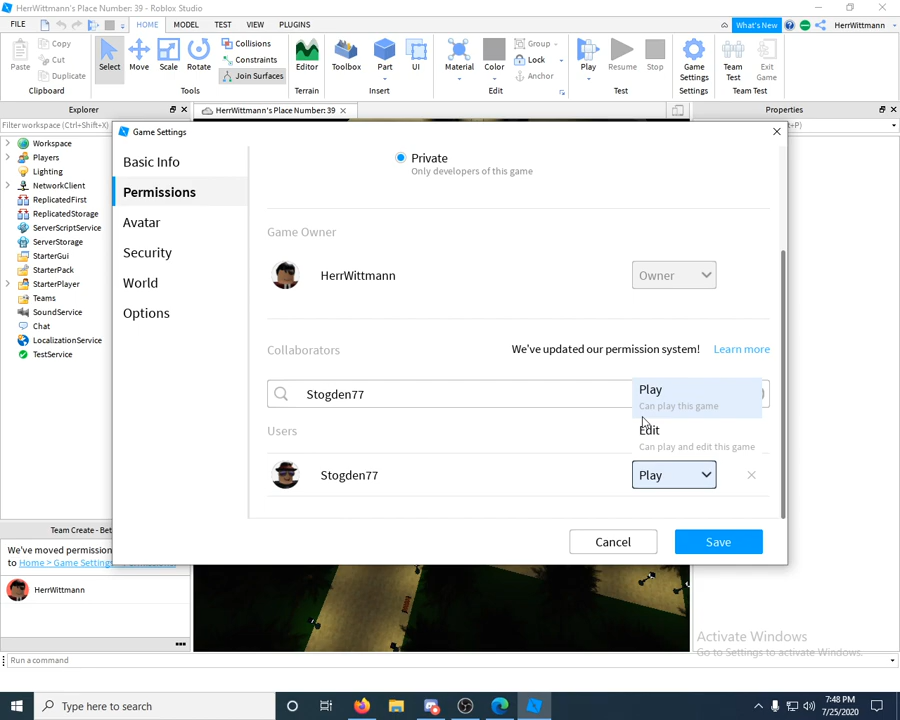 HerrWittmann's Place Number: 39 - Roblox Studio
FILE HOME MODEL TEST VIEW PLUGINS What's New HerrWittmann
Paste Copy Cut Duplicate Select Move Scale Rotate Collisions Constraints Join Surfaces Editor Toolbox Part UI Material Color Group Lock Anchor Play Resume Stop Game Settings Team Test Exit Game
Clipboard Tools Terrain Insert Edit Test Settings Team Test
Explorer HerrWittmann's Place Number: 39 Properties
Filter workspace (Ctrl+Shift+X)
Workspace
Players
Lighting
NetworkClient
ReplicatedFirst
ReplicatedStorage
ServerScriptService
ServerStorage
StarterGui
StarterPack
StarterPlayer
Teams
SoundService
Chat
LocalizationService
TestService
Team Create - Bet
We've moved permission
to Home > Game Settings
HerrWittmann
Game Settings
Basic Info
Permissions
Avatar
Security
World
Options
Private
Only developers of this game
Game Owner
HerrWittmann Owner
Collaborators We've updated our permission system! Learn more
Stogden77
Play
Can play this game
Users Edit
Can play and edit this game
Stogden77 Play
Cancel Save
Activate Windows
Go to Settings to activate Windows.
Run a command
Type here to search
7:48 PM
7/25/2020